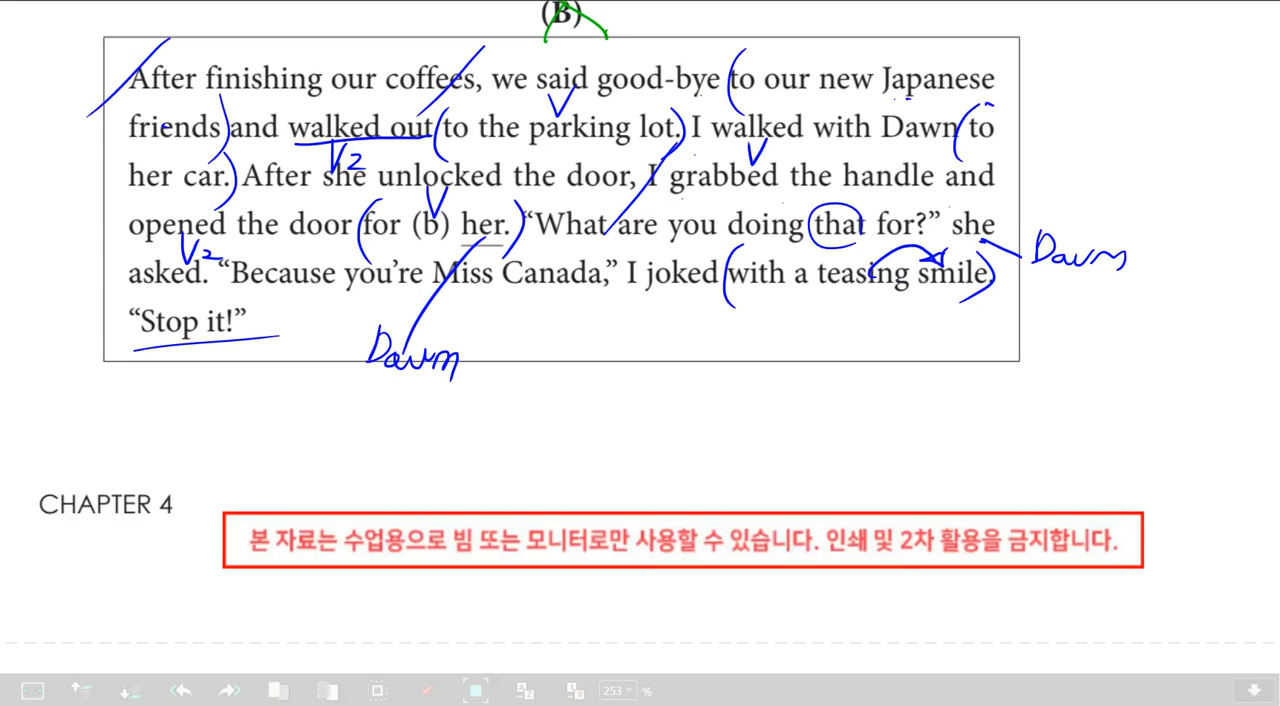 (B)
After finishing our coffees, we said good-bye to our new Japanese
friends and walked out to the parking lot. I walked with Dawn to
her car. After she unlocked the door, I grabbed the handle and
opened the door for (b) her. “What are you doing that for?” she
asked. “Because you’re Miss Canada,” I joked with a teasing smile.
“Stop it!”
V
V2
V
V
V2
Dawn
Dawn
CHAPTER 4
본 자료는 수업용으로 빔 또는 모니터로만 사용할 수 있습니다. 인쇄 및 2차 활용을 금지합니다.
253 %